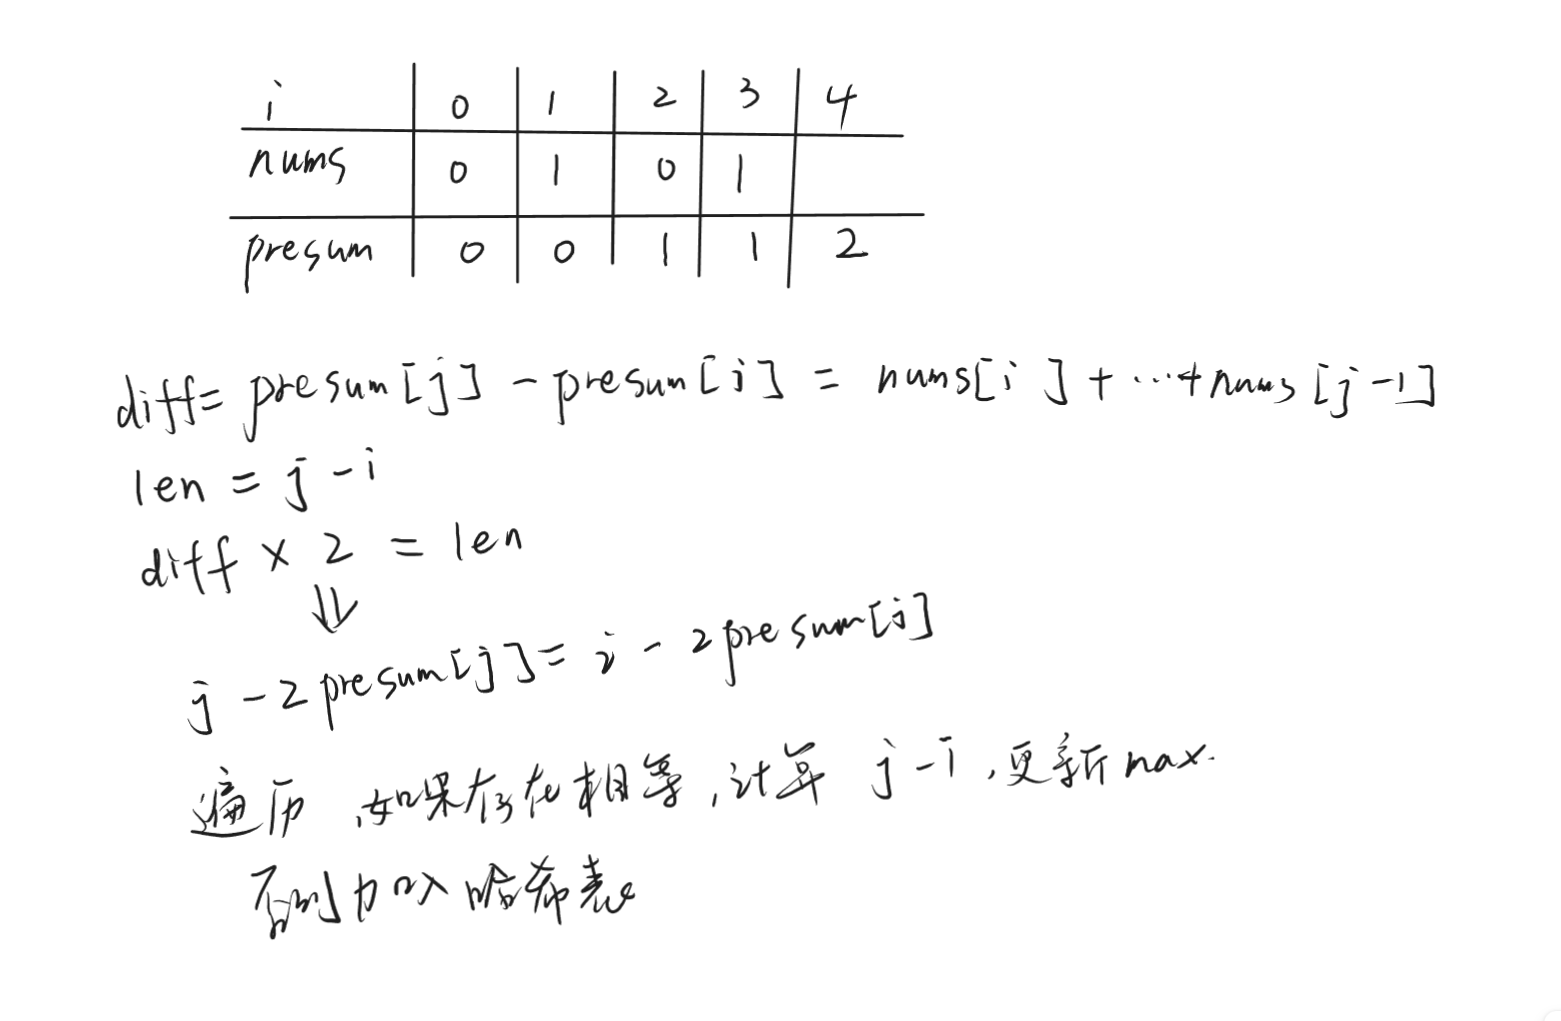 i 0 1 2 3 4
nums 0 1 0 1
presum 0 0 1 1 2
diff= presum[j] - presum[i] = nums[i] + ...+ nums[j-1]
len = j - i
diff × 2 = len
⇓
j - 2presum[j] = i - 2presum[i]
遍历,如果存在相等,计算 j-i,更新max.
否则加入哈希表